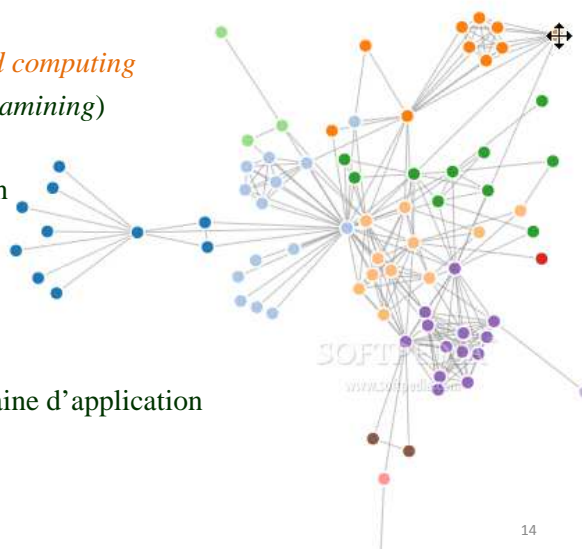 l computing
amining)
n
SOFTPEDIA
www.softpedia.com
aine d’application
14